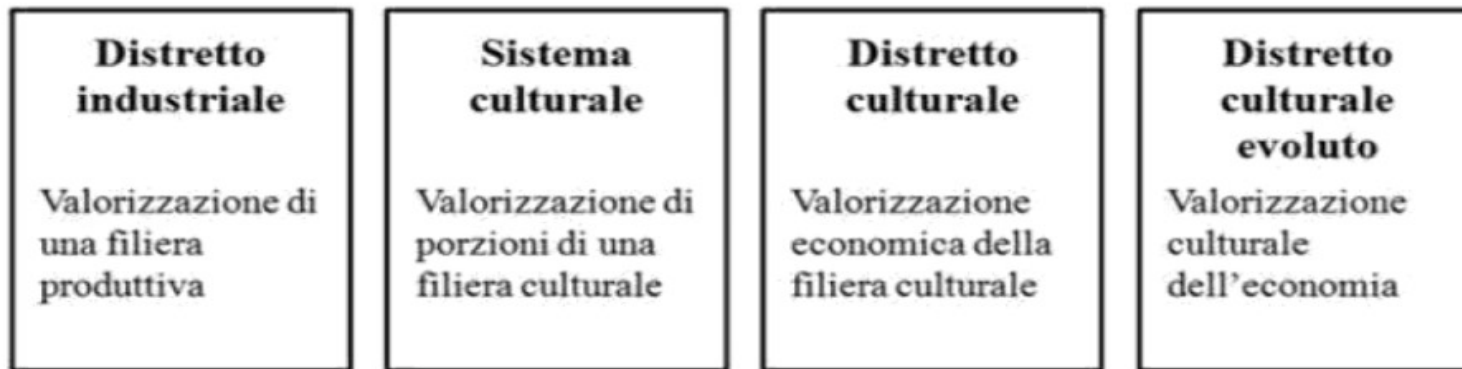 Distretto
industriale
Valorizzazione di
una filiera
produttiva
Sistema
culturale
Valorizzazione di
porzioni di una
filiera culturale
Distretto
culturale
Valorizzazione
economica della
filiera culturale
Distretto
culturale
evoluto
Valorizzazione
culturale
dell’economia